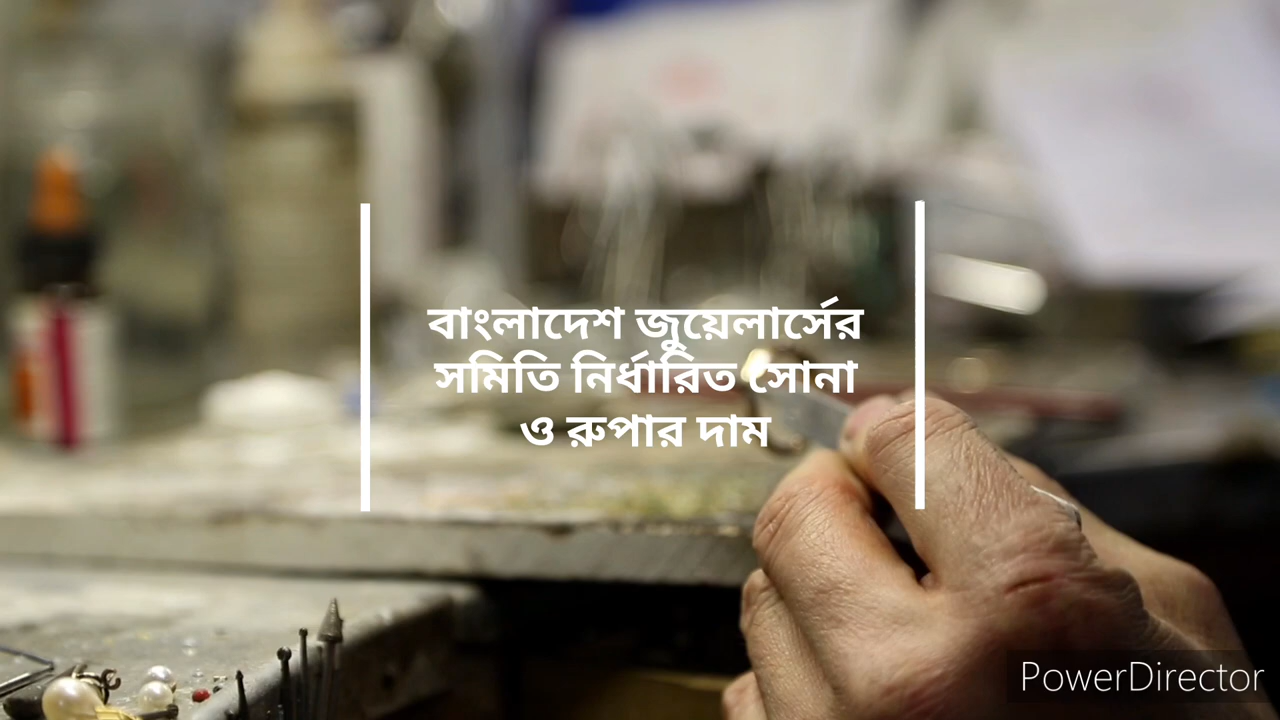 বাংলাদেশ জুয়েলার্সের
সমিতি নির্ধারিত সোনা
ও রুপার দাম
PowerDirector